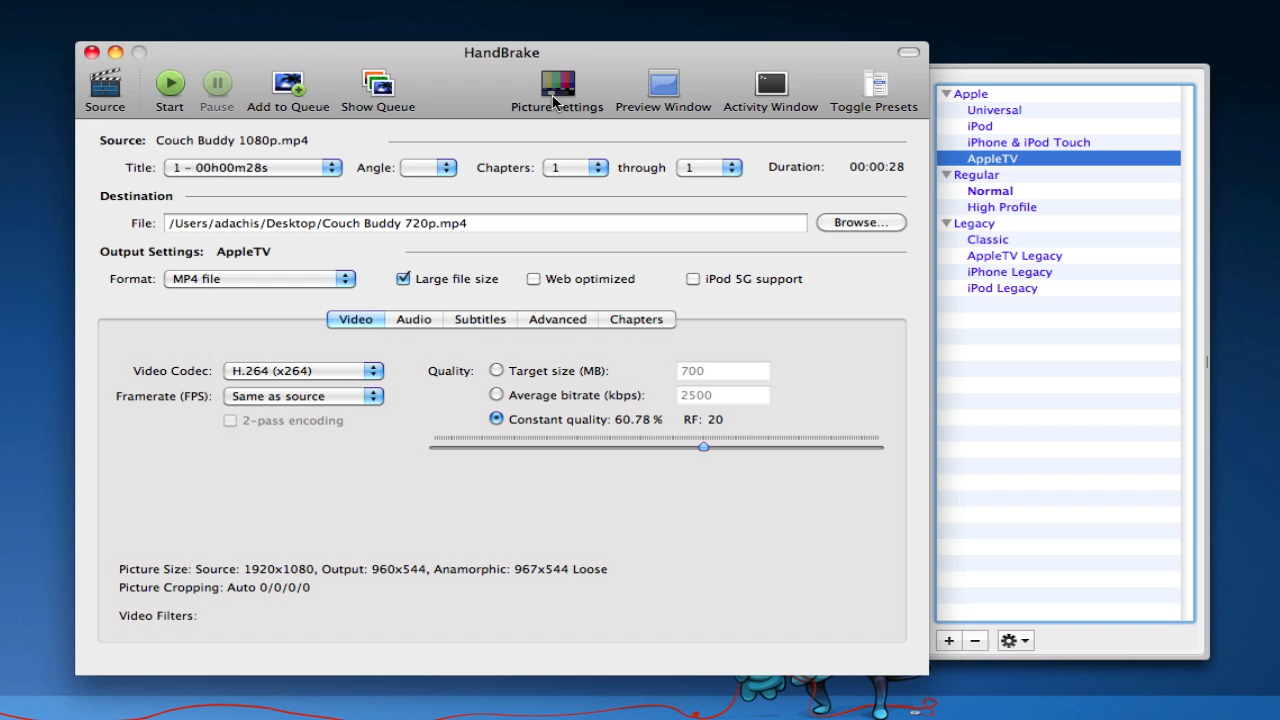 HandBrake
Source Start Pause Add to Queue Show Queue Picture Settings Preview Window Activity Window Toggle Presets
Source: Couch Buddy 1080p.mp4
Title: 1 - 00h00m28s Angle: Chapters: 1 through 1 Duration: 00:00:28
Destination
File: /Users/adachis/Desktop/Couch Buddy 720p.mp4 Browse...
Output Settings: AppleTV
Format: MP4 file Large file size Web optimized iPod 5G support
Video Audio Subtitles Advanced Chapters
Video Codec: H.264 (x264) Quality: Target size (MB): 700
Framerate (FPS): Same as source Average bitrate (kbps): 2500
2-pass encoding Constant quality: 60.78 % RF: 20
Picture Size: Source: 1920x1080, Output: 960x544, Anamorphic: 967x544 Loose
Picture Cropping: Auto 0/0/0/0
Video Filters:
Apple
Universal
iPod
iPhone & iPod Touch
AppleTV
Regular
Normal
High Profile
Legacy
Classic
AppleTV Legacy
iPhone Legacy
iPod Legacy